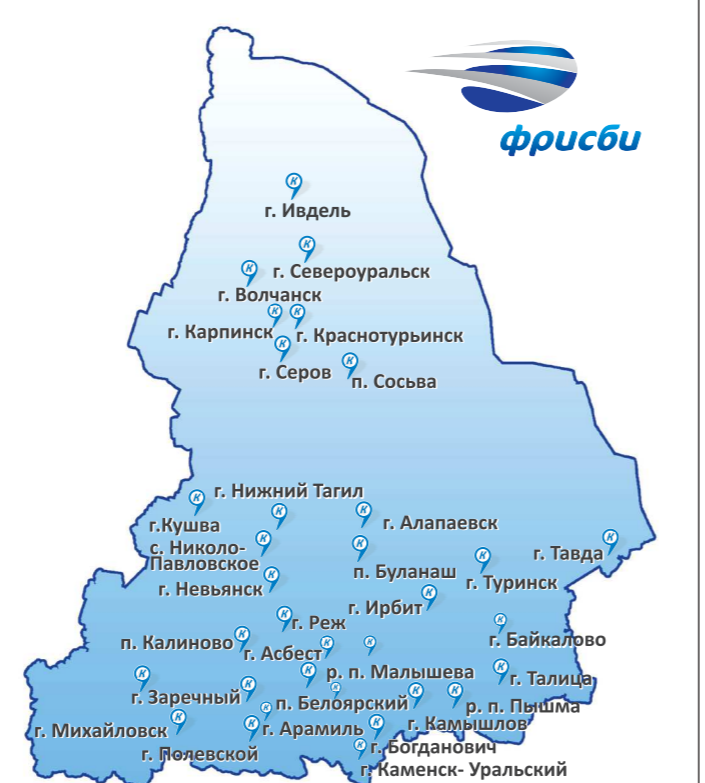 фрисби
г. Ивдель
г. Североуральск
г. Волчанск
г. Карпинск
г. Краснотурьинск
г. Серов
п. Сосьва
г. Нижний Тагил
г.Кушва
г. Алапаевск
с. Николо-
Павловское
г. Тавда
п. Буланаш
г. Туринск
г. Невьянск
г. Ирбит
г. Реж
п. Калиново
г. Байкалово
г. Асбест
р. п. Малышева
г. Талица
г. Заречный
п. Белоярский
р. п. Пышма
г. Камышлов
г. Михайловск
г. Арамиль
г. Полевской
г. Богданович
г. Каменск- Уральский